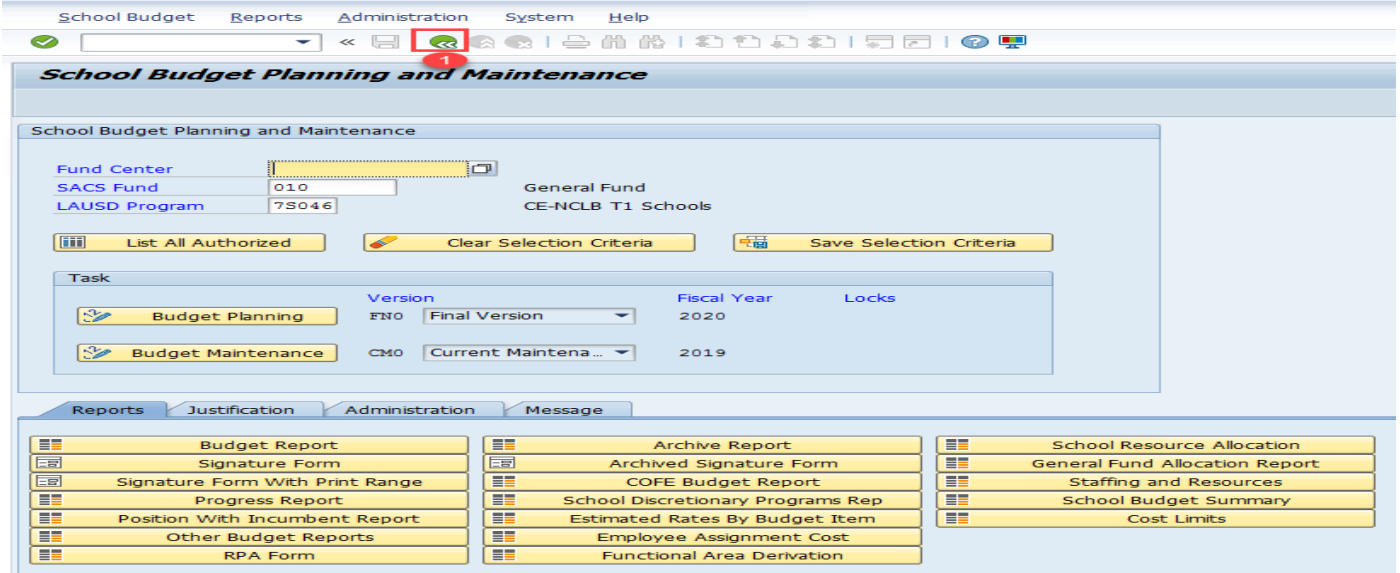 School Budget Reports Administration System Help
1
School Budget Planning and Maintenance
School Budget Planning and Maintenance
Fund Center
SACS Fund 010 General Fund
LAUSD Program 7S046 CE-NCLB T1 Schools
List All Authorized Clear Selection Criteria Save Selection Criteria
Task
Version Fiscal Year Locks
Budget Planning FN0 Final Version 2020
Budget Maintenance CM0 Current Maintena... 2019
Reports Justification Administration Message
Budget Report Archive Report School Resource Allocation
Signature Form Archived Signature Form General Fund Allocation Report
Signature Form With Print Range COFE Budget Report Staffing and Resources
Progress Report School Discretionary Programs Rep School Budget Summary
Position With Incumbent Report Estimated Rates By Budget Item Cost Limits
Other Budget Reports Employee Assignment Cost
RPA Form Functional Area Derivation